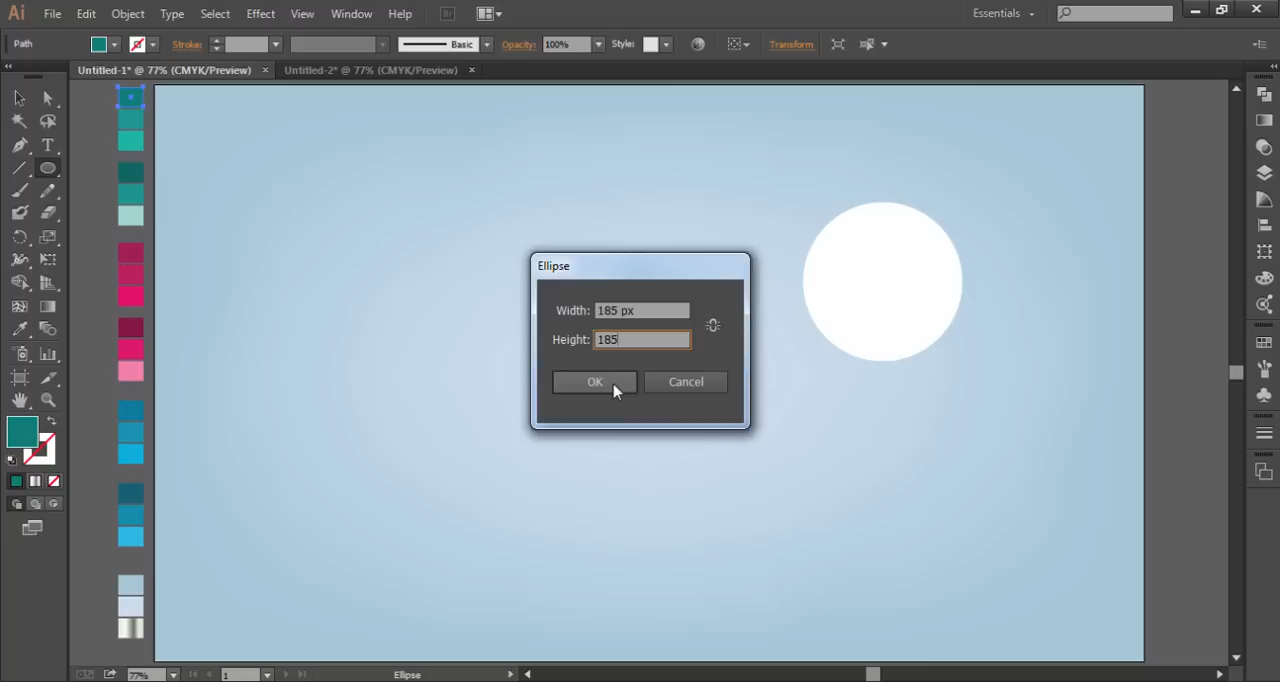 Ai File Edit Object Type Select Effect View Window Help Br Essentials
Path Stroke: Basic Opacity: 100% Style: Transform
Untitled-1* @ 77% (CMYK/Preview) × Untitled-2* @ 77% (CMYK/Preview) ×
T
Ellipse
Width: 185 px
Height: 185
OK Cancel
77% 1 Ellipse